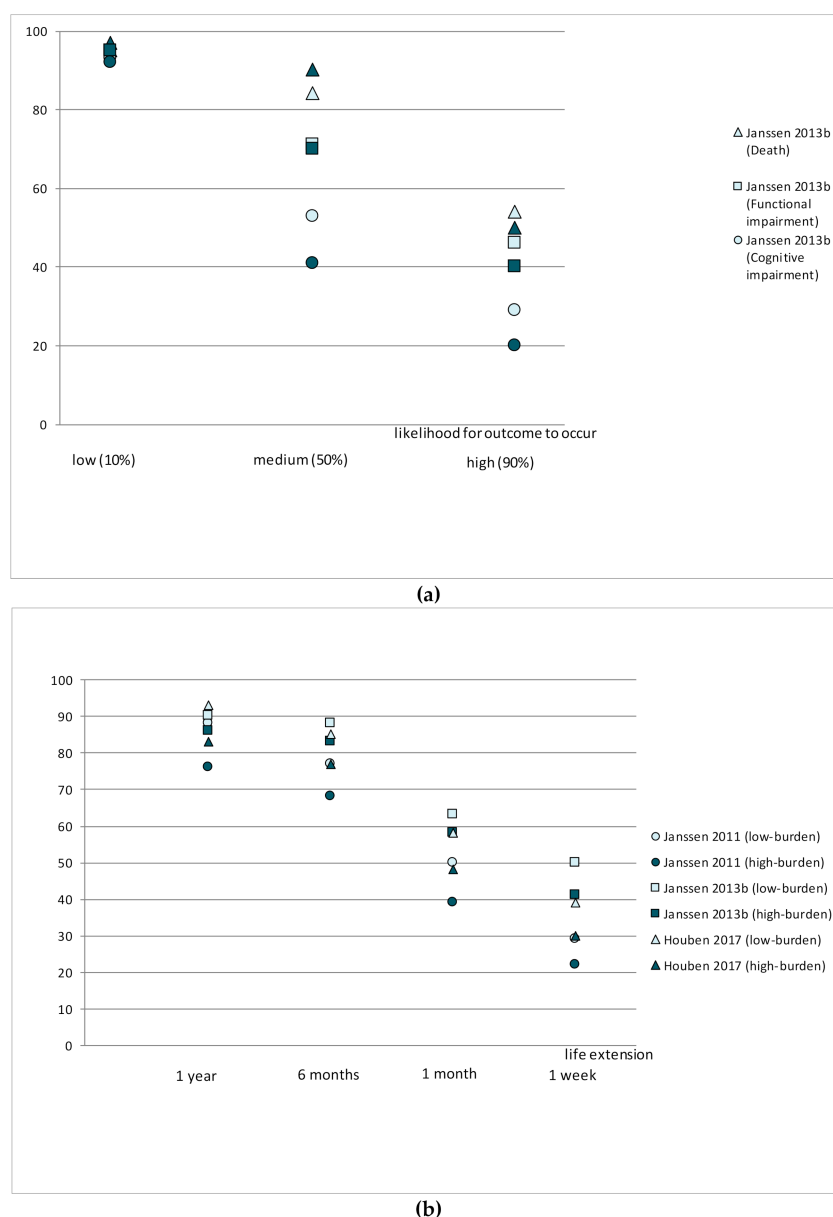 100
80
60
40
20
0
likelihood for outcome to occur
low (10%)
medium (50%)
high (90%)
Janssen 2013b
(Death)
Janssen 2013b
(Functional
impairment)
Janssen 2013b
(Cognitive
impairment)
(a)
100
90
80
70
60
50
40
30
20
10
0
life extension
1 year
6 months
1 month
1 week
Janssen 2011 (low-burden)
Janssen 2011 (high-burden)
Janssen 2013b (low-burden)
Janssen 2013b (high-burden)
Houben 2017 (low-burden)
Houben 2017 (high-burden)
(b)